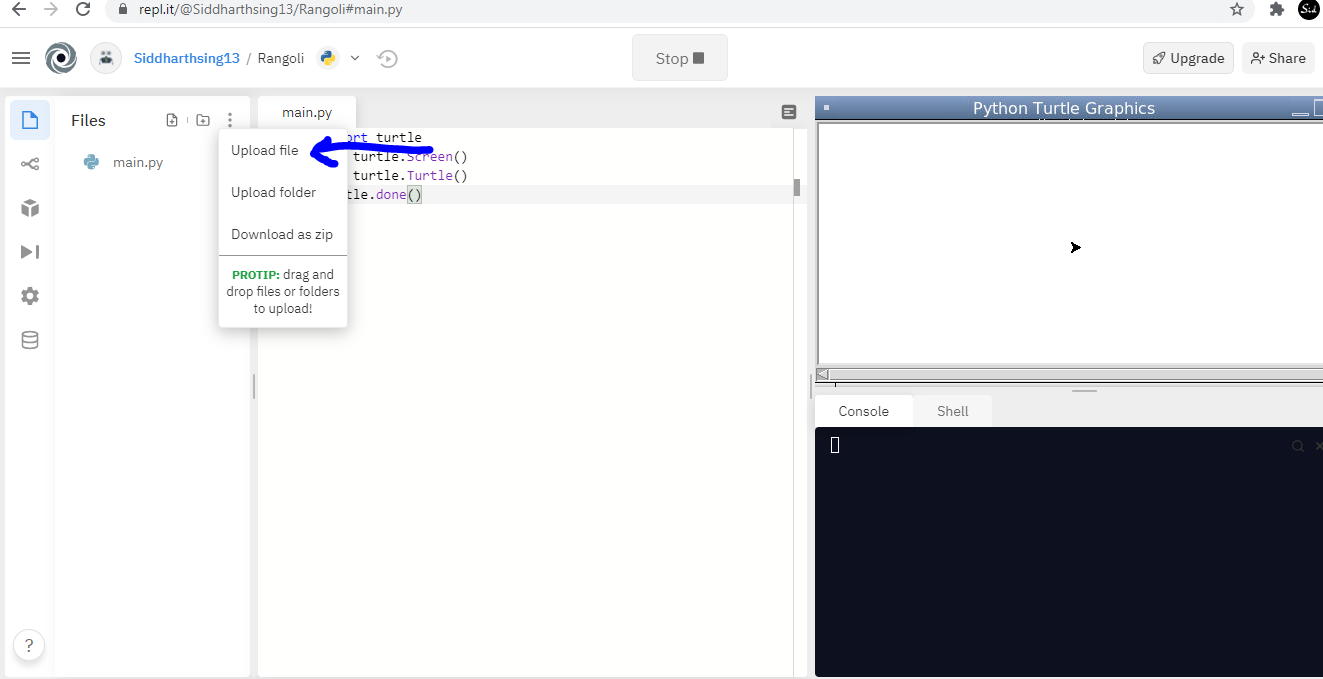 repl.it/@Siddharthsing13/Rangoli#main.py
Sid
Siddharthsing13 / Rangoli
Stop
Upgrade
Share
Files
main.py
main.py
Upload file
Upload folder
Download as zip
PROTIP: drag and
drop files or folders
to upload!
ort turtle
turtle.Screen()
turtle.Turtle()
tle.done()
Python Turtle Graphics
Console
Shell
?